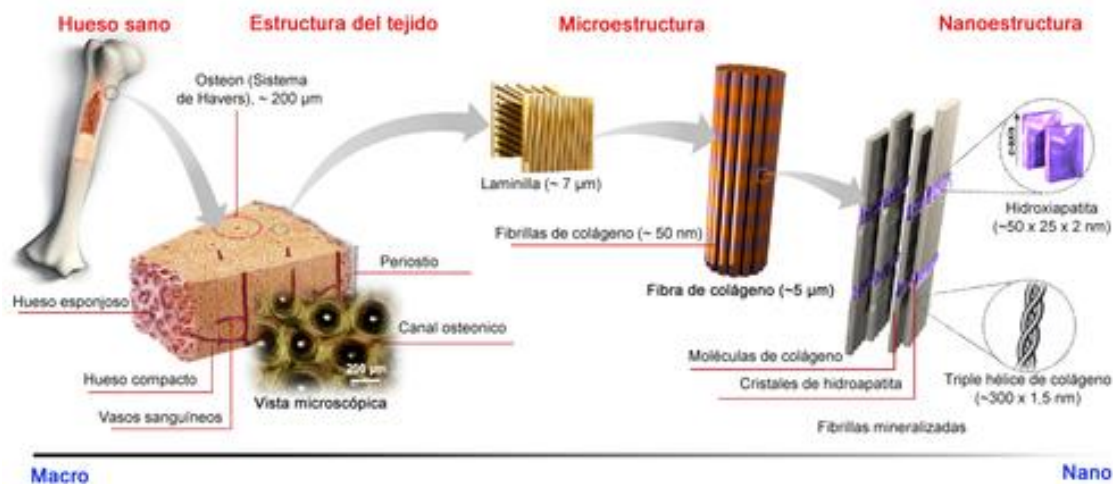 Hueso sano
Estructura del tejido
Microestructura
Nanoestructura
Osteon (Sistema
de Havers), ~ 200 µm
Laminilla (~ 7 µm)
c-axis
Hidroxiapatita
(~50 x 25 x 2 nm)
Fibrillas de colágeno (~ 50 nm)
Periostio
Fibra de colágeno (~5 µm)
Hueso esponjoso
Canal osteonico
200 µm
Moléculas de colágeno
Hueso compacto
Cristales de hidroapatita
Triple hélice de colágeno
(~300 x 1,5 nm)
Vista microscópica
Vasos sanguíneos
Fibrillas mineralizadas
Macro
Nano